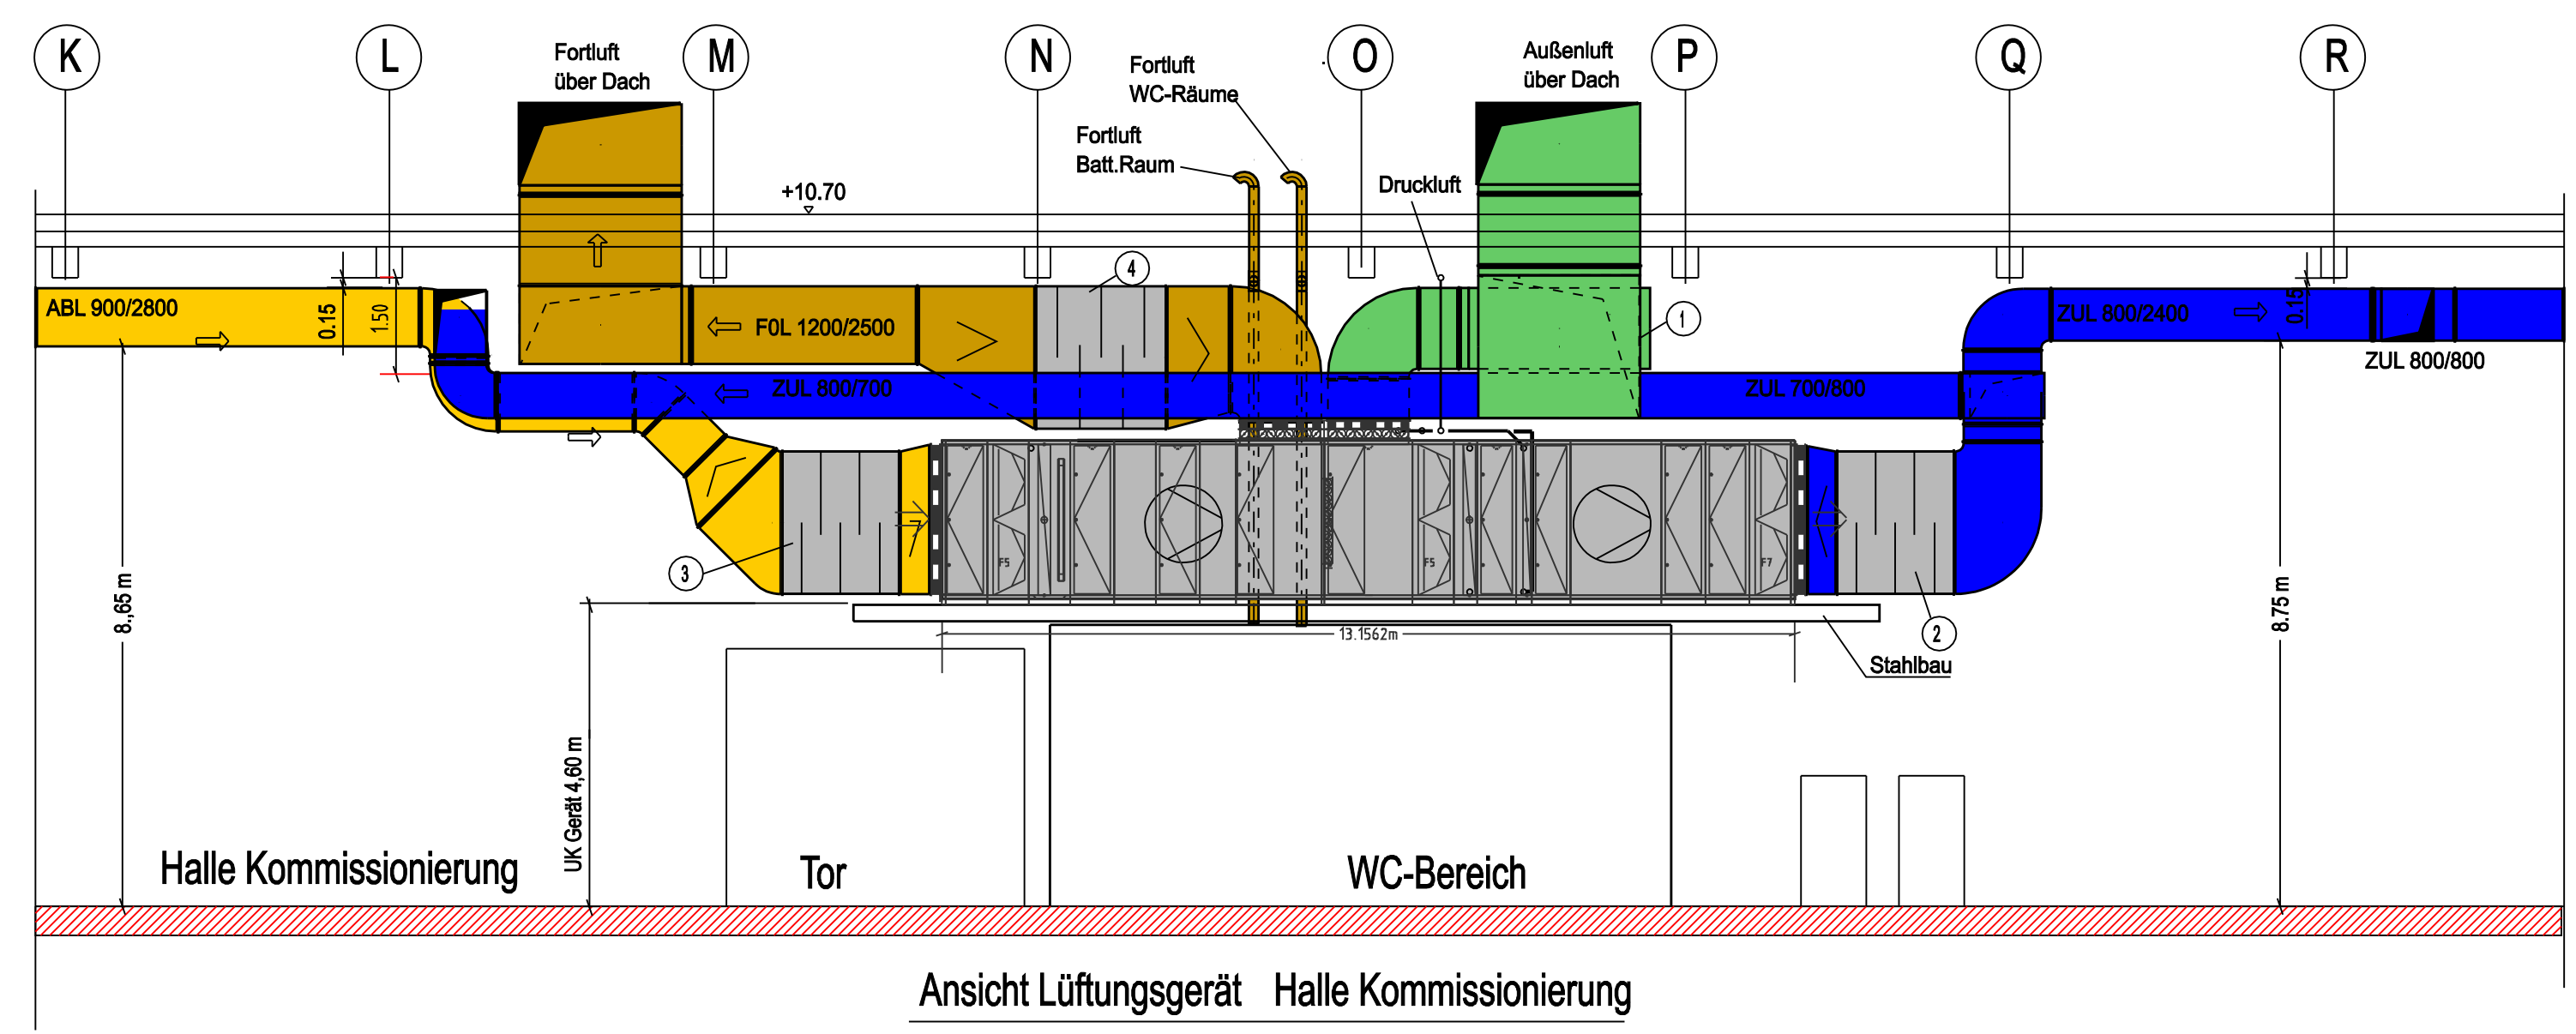 K
L
M
N
O
P
Q
R
Fortluft
über Dach
Fortluft
WC-Räume
Außenluft
über Dach
Fortluft
Batt.Raum
Druckluft
+10.70
4
ABL 900/2800
0.15
1.50
F0L 1200/2500
1
ZUL 800/2400
0.15
ZUL 800/800
ZUL 800/700
ZUL 700/800
F5
F5
F7
3
8.,65 m
8.75 m
2
13.1562m
Stahlbau
UK Gerät 4,60 m
Halle Kommissionierung
Tor
WC-Bereich
Ansicht Lüftungsgerät Halle Kommissionierung